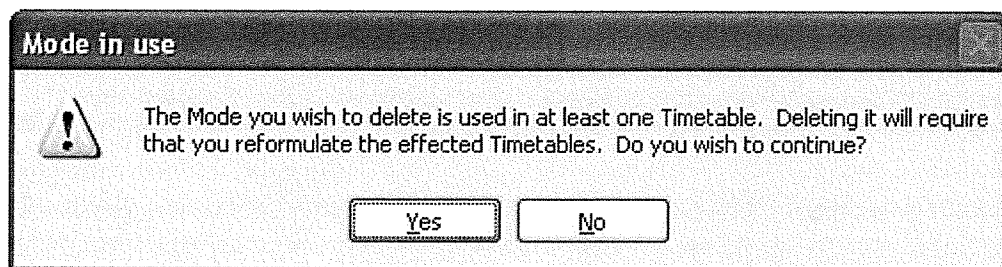 Mode in use
The Mode you wish to delete is used in at least one Timetable. Deleting it will require
that you reformulate the effected Timetables. Do you wish to continue?
Yes
No